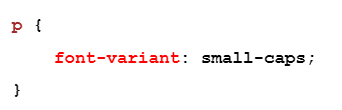 p {
font-variant: small-caps;
}